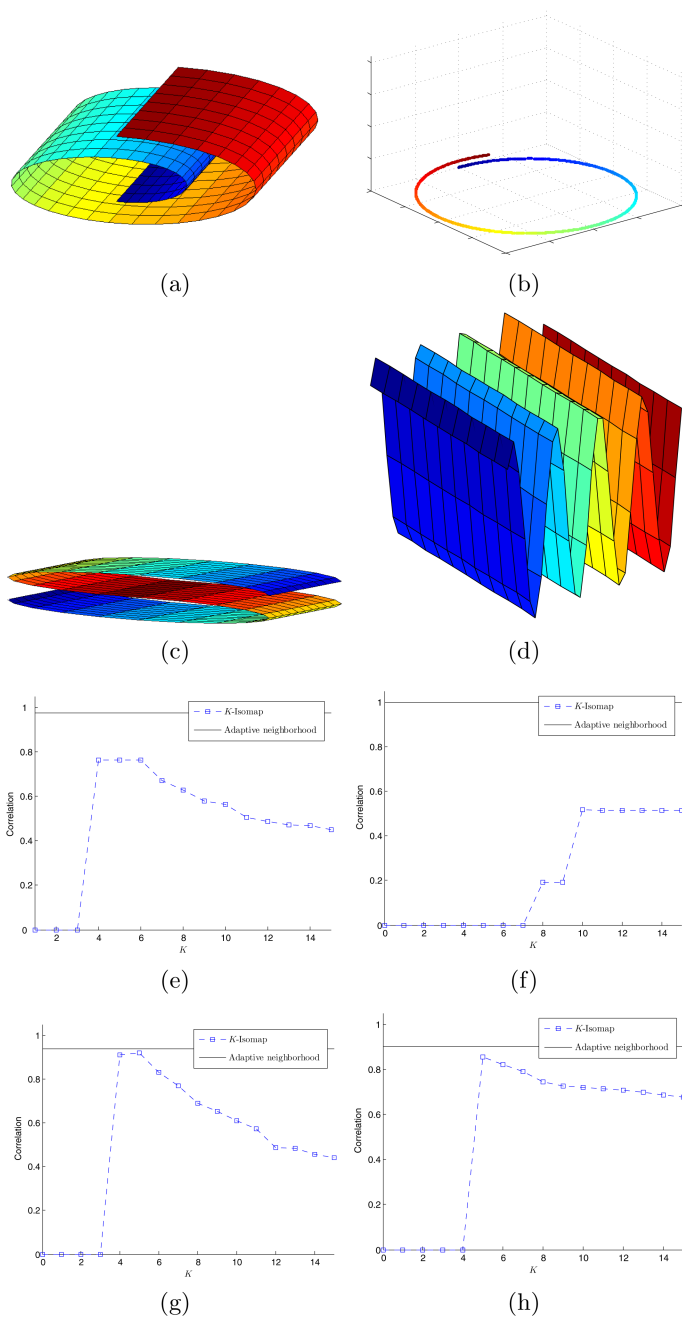 (a)
(b)
(c)
(d)
1
0.8
0.6
0.4
0.2
0
2 4 6 8 10 12 14
Correlation
K
K-Isomap
Adaptive neighborhood
(e)
1
0.8
0.6
0.4
0.2
0
0 2 4 6 8 10 12 14
Correlation
K
K-Isomap
Adaptive neighborhood
(f)
1
0.8
0.6
0.4
0.2
0
0 2 4 6 8 10 12 14
Correlation
K
K-Isomap
Adaptive neighborhood
(g)
1
0.8
0.6
0.4
0.2
0
0 2 4 6 8 10 12 14
Correlation
K
K-Isomap
Adaptive neighborhood
(h)